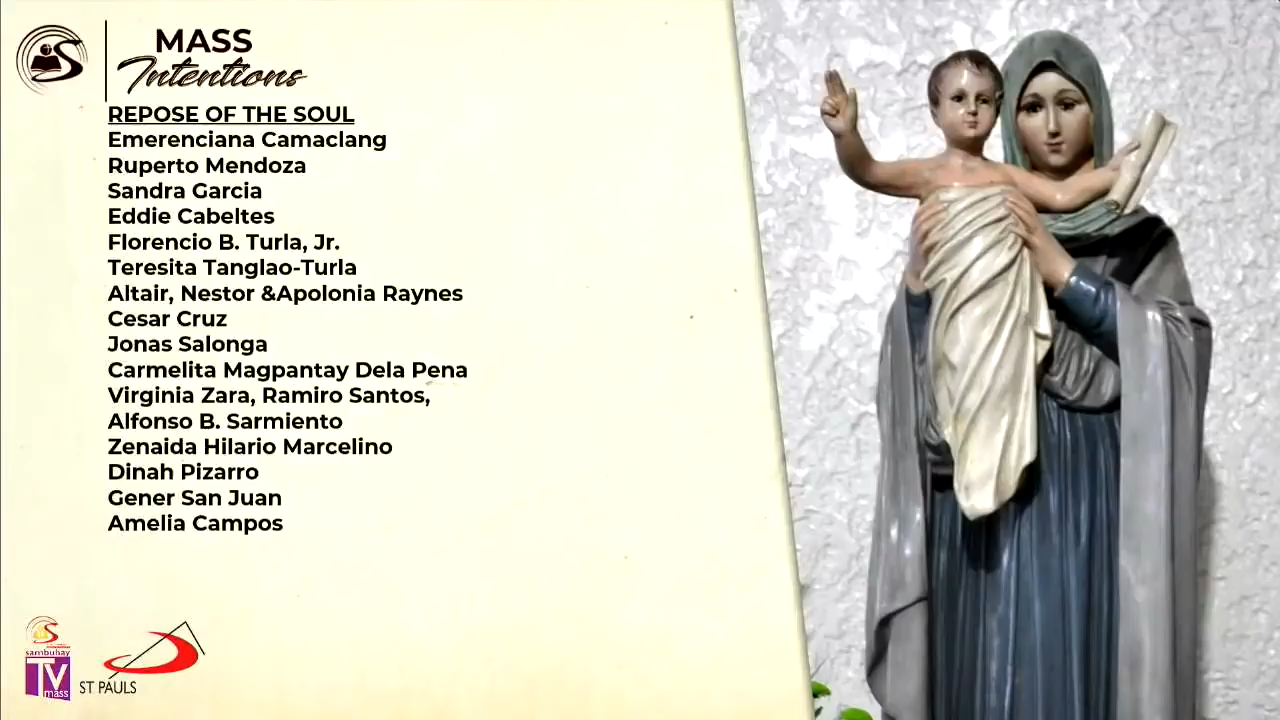 MASS
Intentions
REPOSE OF THE SOUL
Emerenciana Camaclang
Ruperto Mendoza
Sandra Garcia
Eddie Cabeltes
Florencio B. Turla, Jr.
Teresita Tanglao-Turla
Altair, Nestor &Apolonia Raynes
Cesar Cruz
Jonas Salonga
Carmelita Magpantay Dela Pena
Virginia Zara, Ramiro Santos,
Alfonso B. Sarmiento
Zenaida Hilario Marcelino
Dinah Pizarro
Gener San Juan
Amelia Campos
sambuhay
TV
mass
ST PAULS